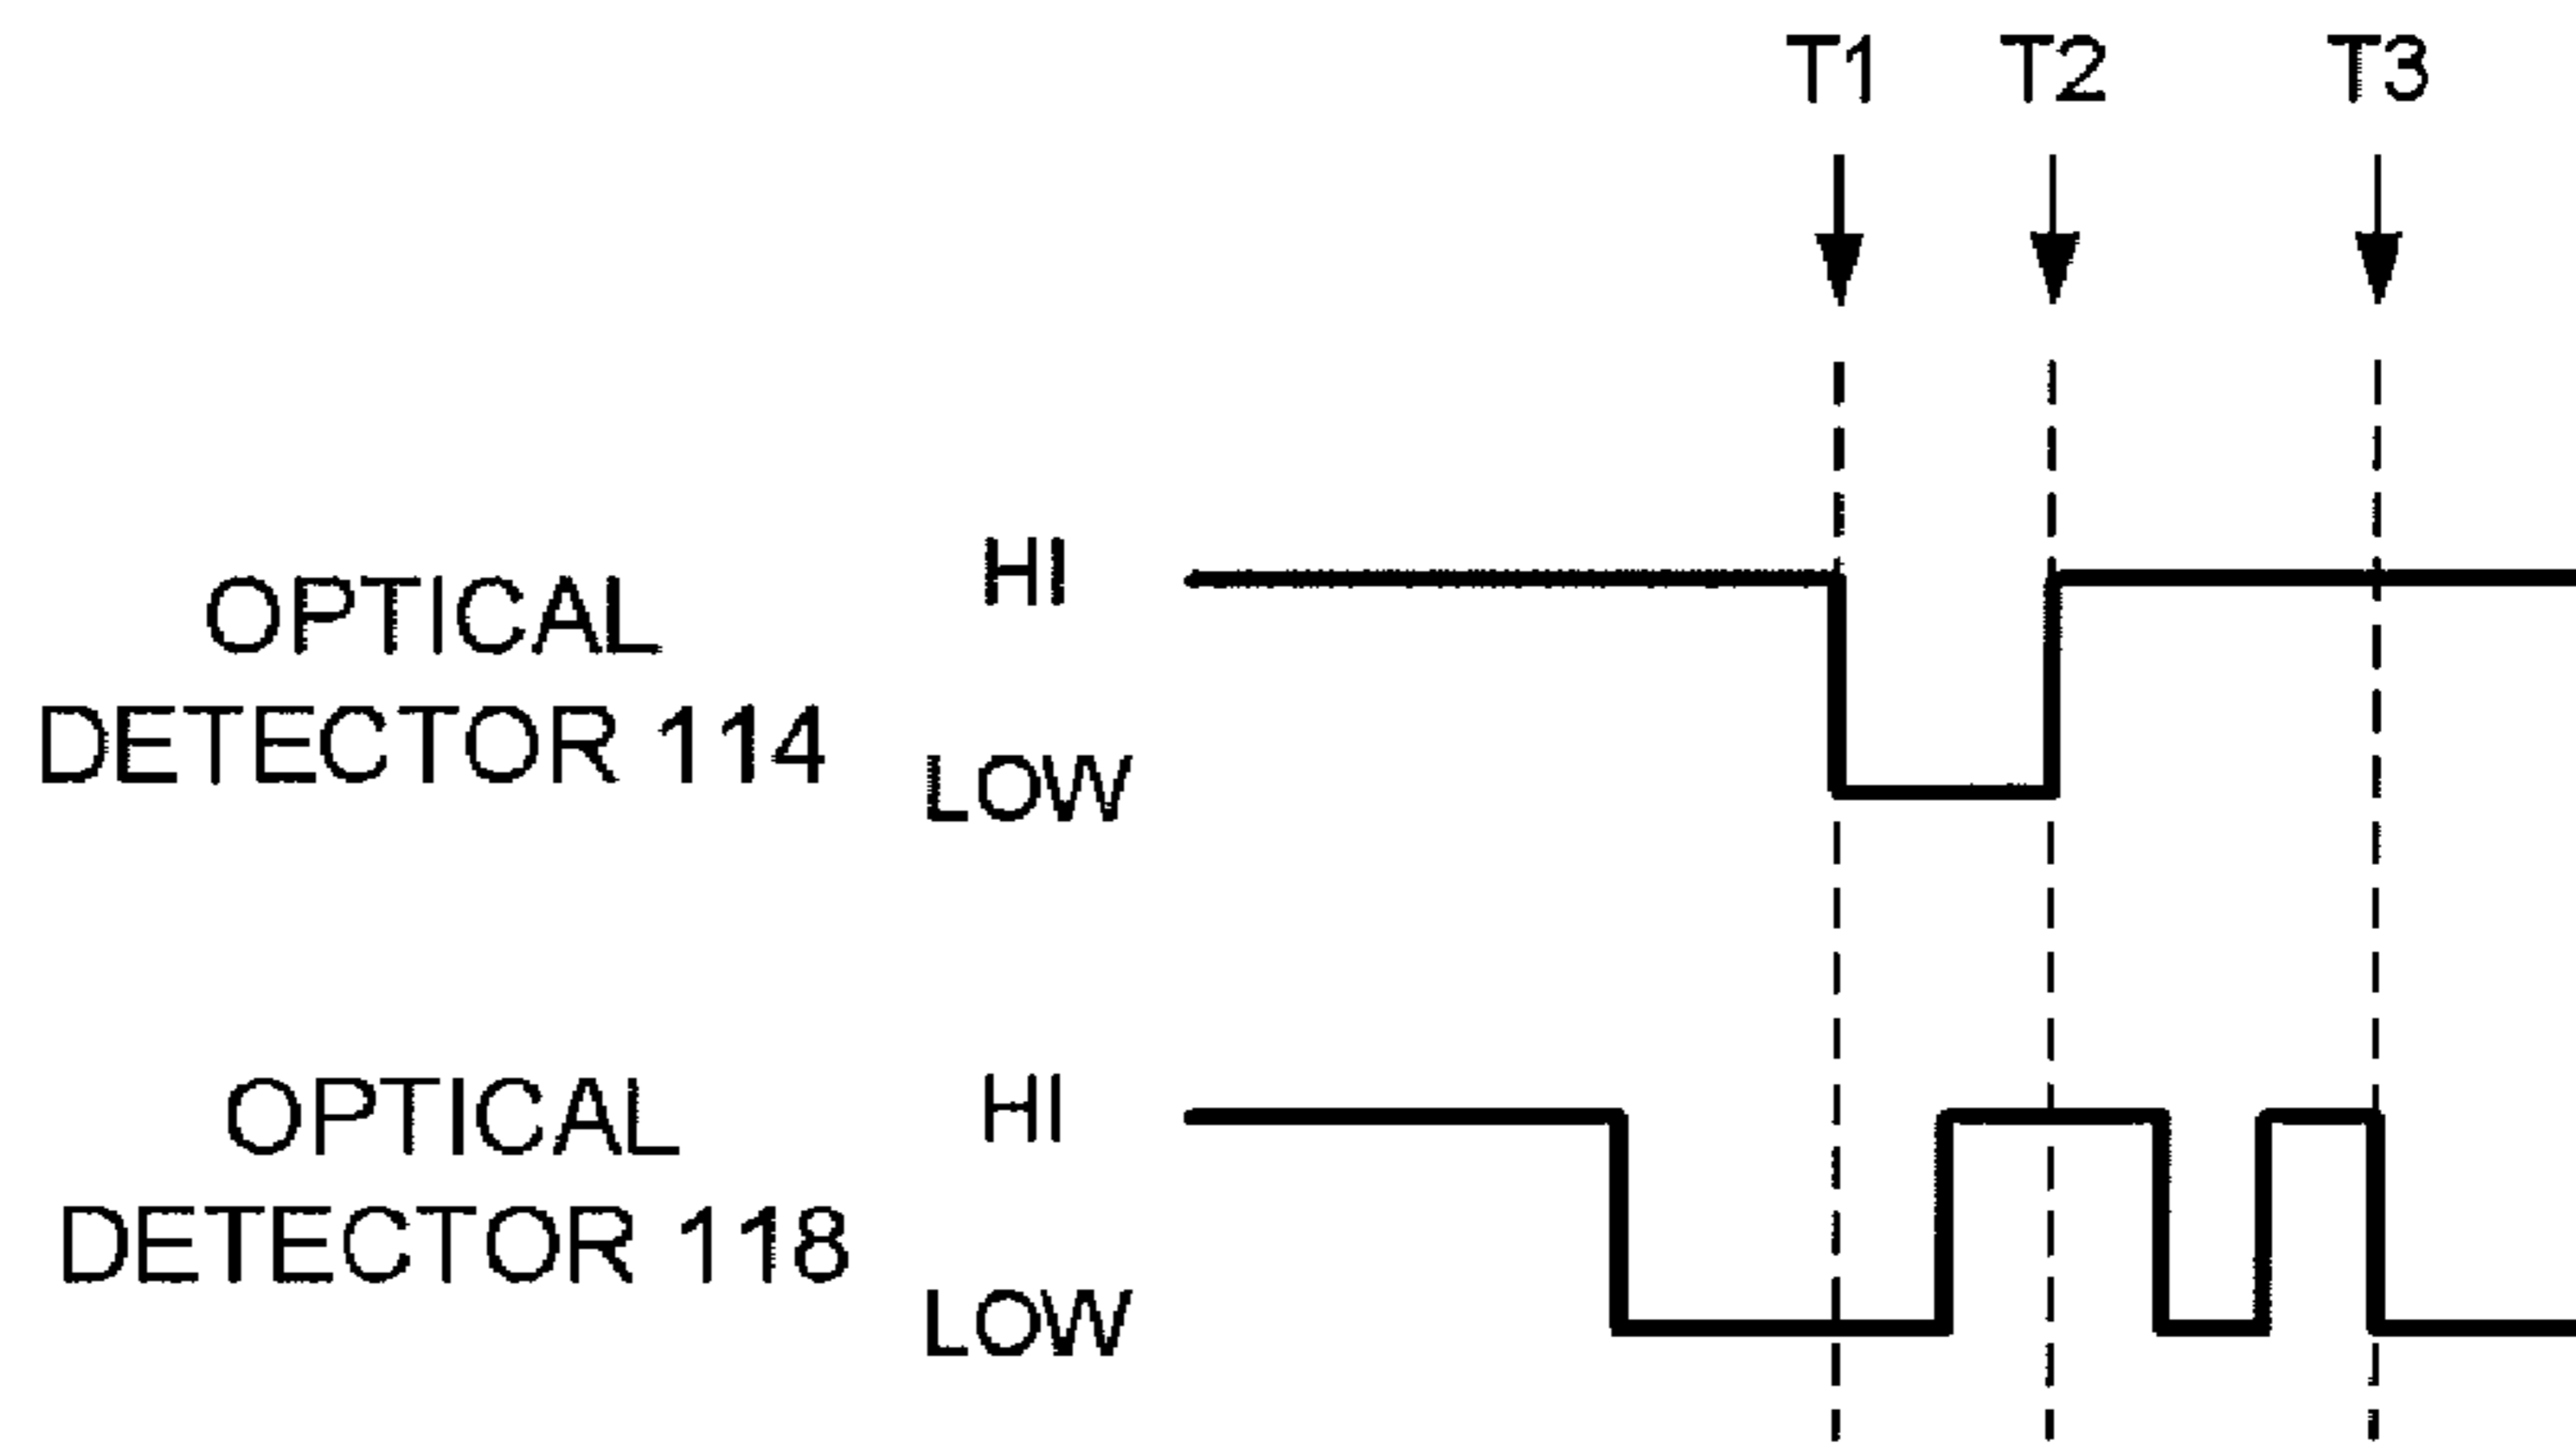 T1 T2 T3
HI
OPTICAL
DETECTOR 114
LOW
HI
OPTICAL
DETECTOR 118
LOW